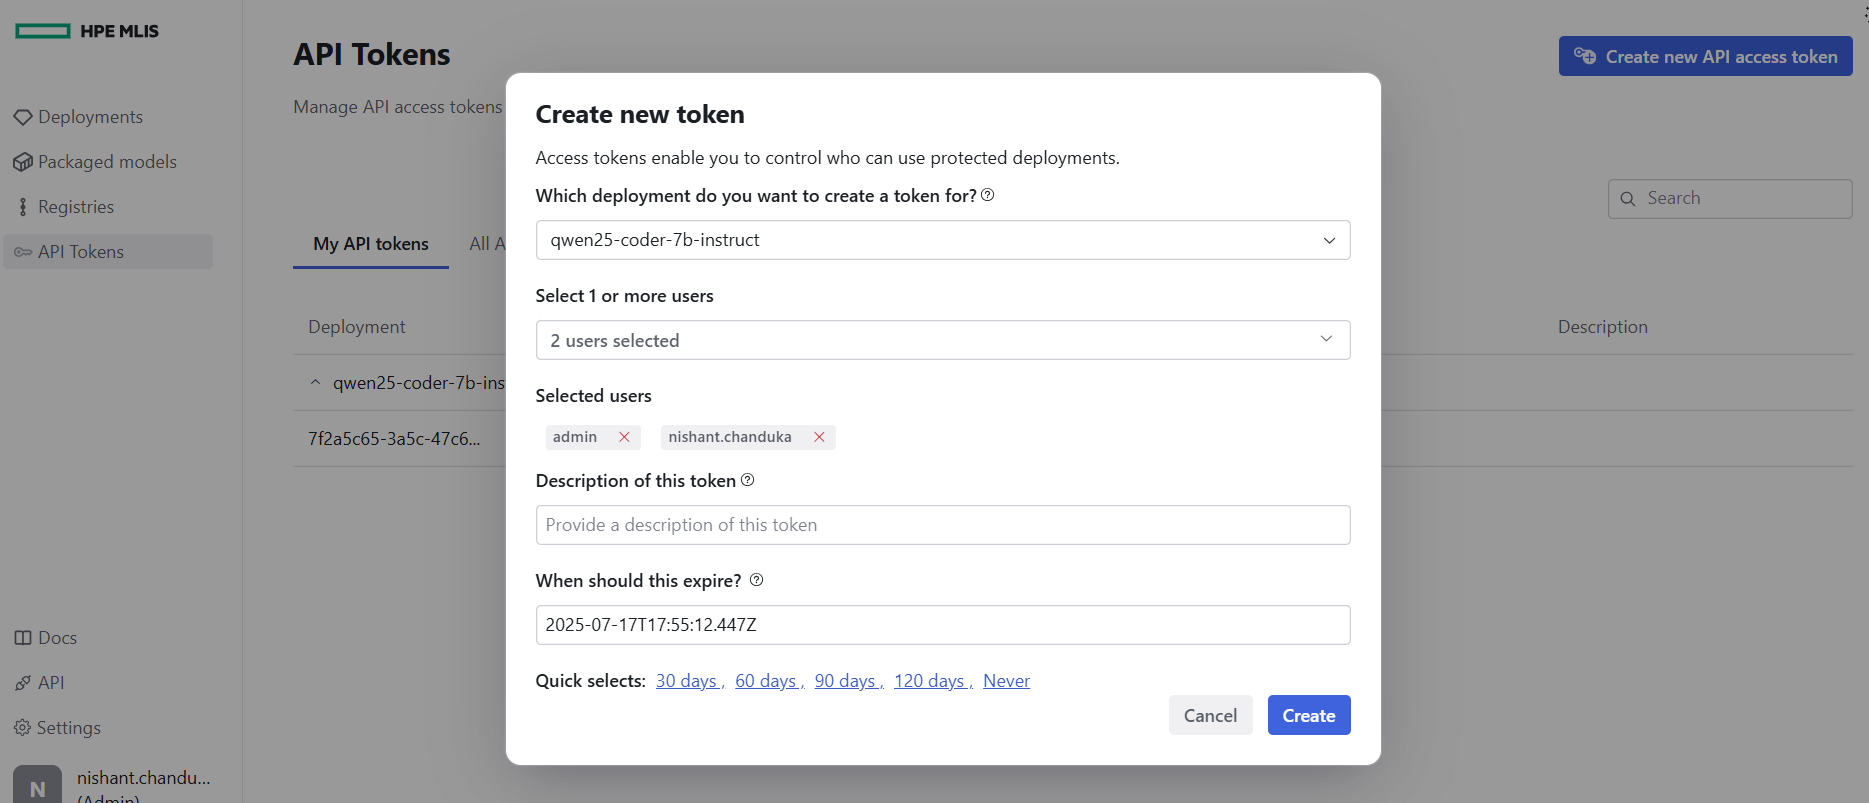 HPE MLIS
Deployments
Packaged models
Registries
API Tokens
Docs
API
Settings
N
nishant.chandu...
(Admin)
API Tokens
Create new API access token
Manage API access tokens
Search
My API tokens
All A
Deployment
Description
qwen25-coder-7b-ins
7f2a5c65-3a5c-47c6...
Create new token
Access tokens enable you to control who can use protected deployments.
Which deployment do you want to create a token for?
qwen25-coder-7b-instruct
Select 1 or more users
2 users selected
Selected users
admin nishant.chanduka
Description of this token
Provide a description of this token
When should this expire?
2025-07-17T17:55:12.447Z
Quick selects: 30 days , 60 days , 90 days , 120 days , Never
Cancel Create